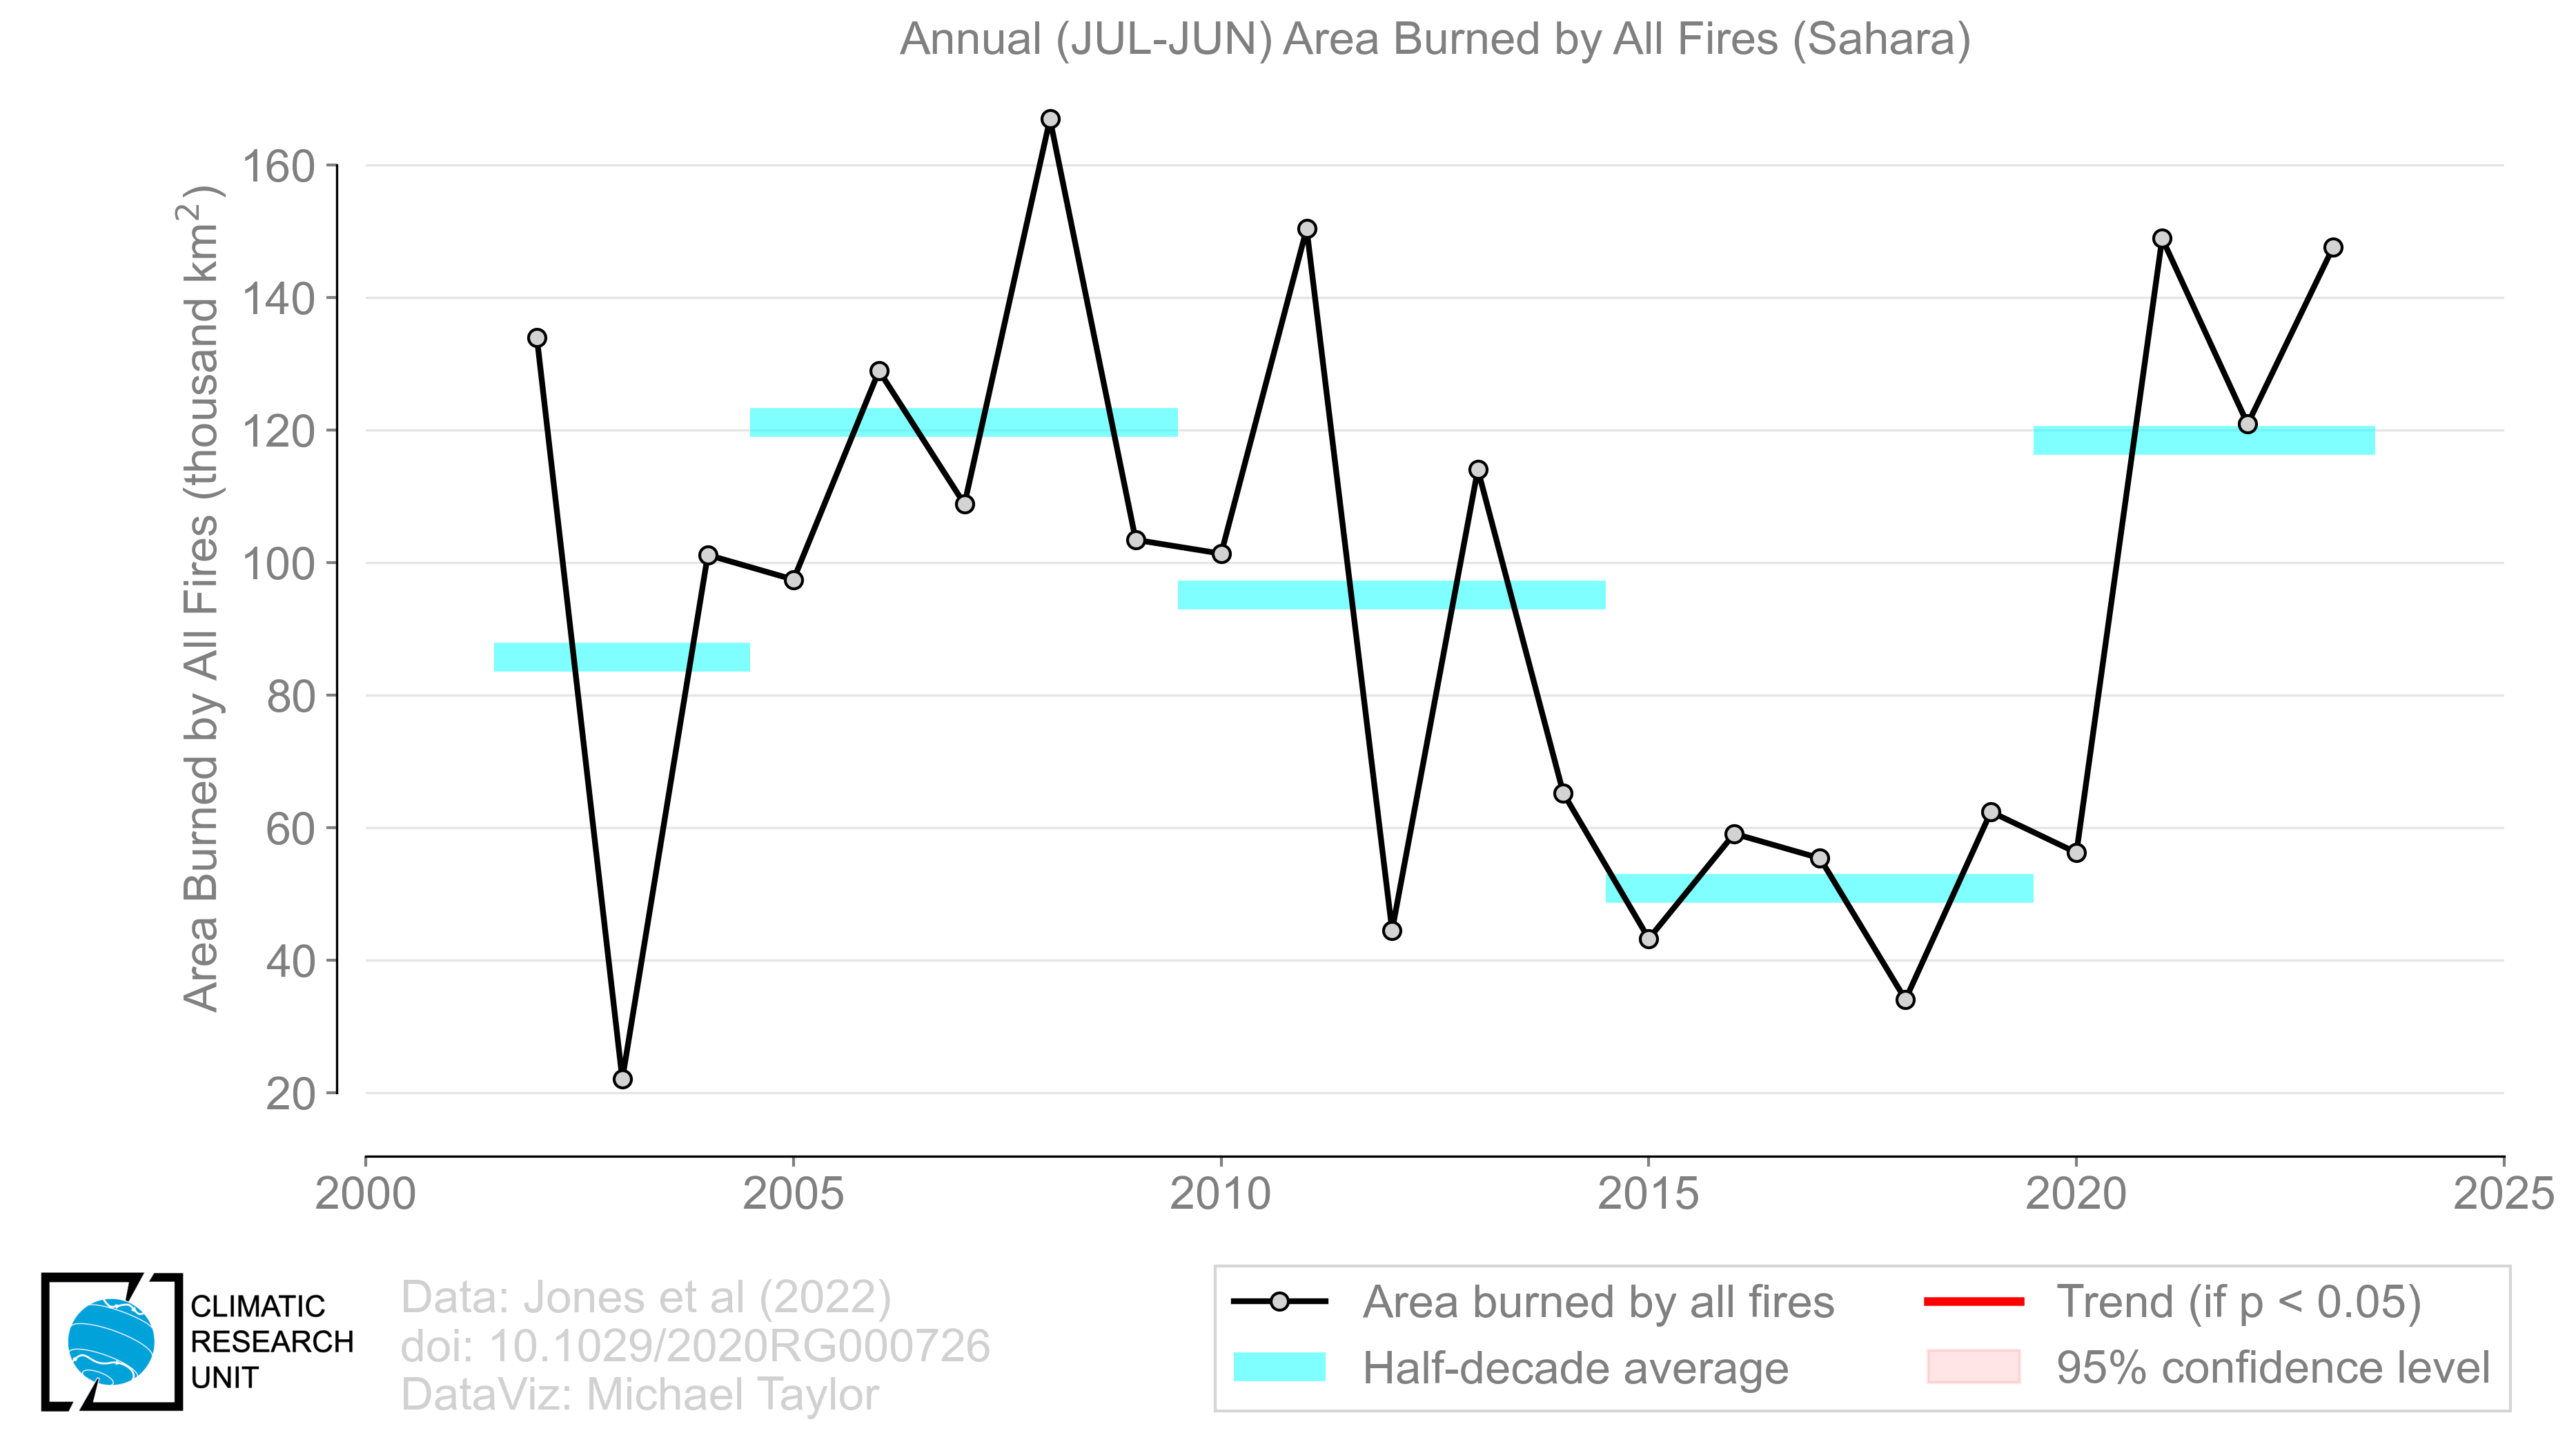 Annual (JUL-JUN) Area Burned by All Fires (Sahara)
Area Burned by All Fires (thousand km²)
160
140
120
100
80
60
40
20
2000
2005
2010
2015
2020
2025
CLIMATIC
RESEARCH
UNIT
Data: Jones et al (2022)
doi: 10.1029/2020RG000726
DataViz: Michael Taylor
Area burned by all fires
Half-decade average
Trend (if p < 0.05)
95% confidence level